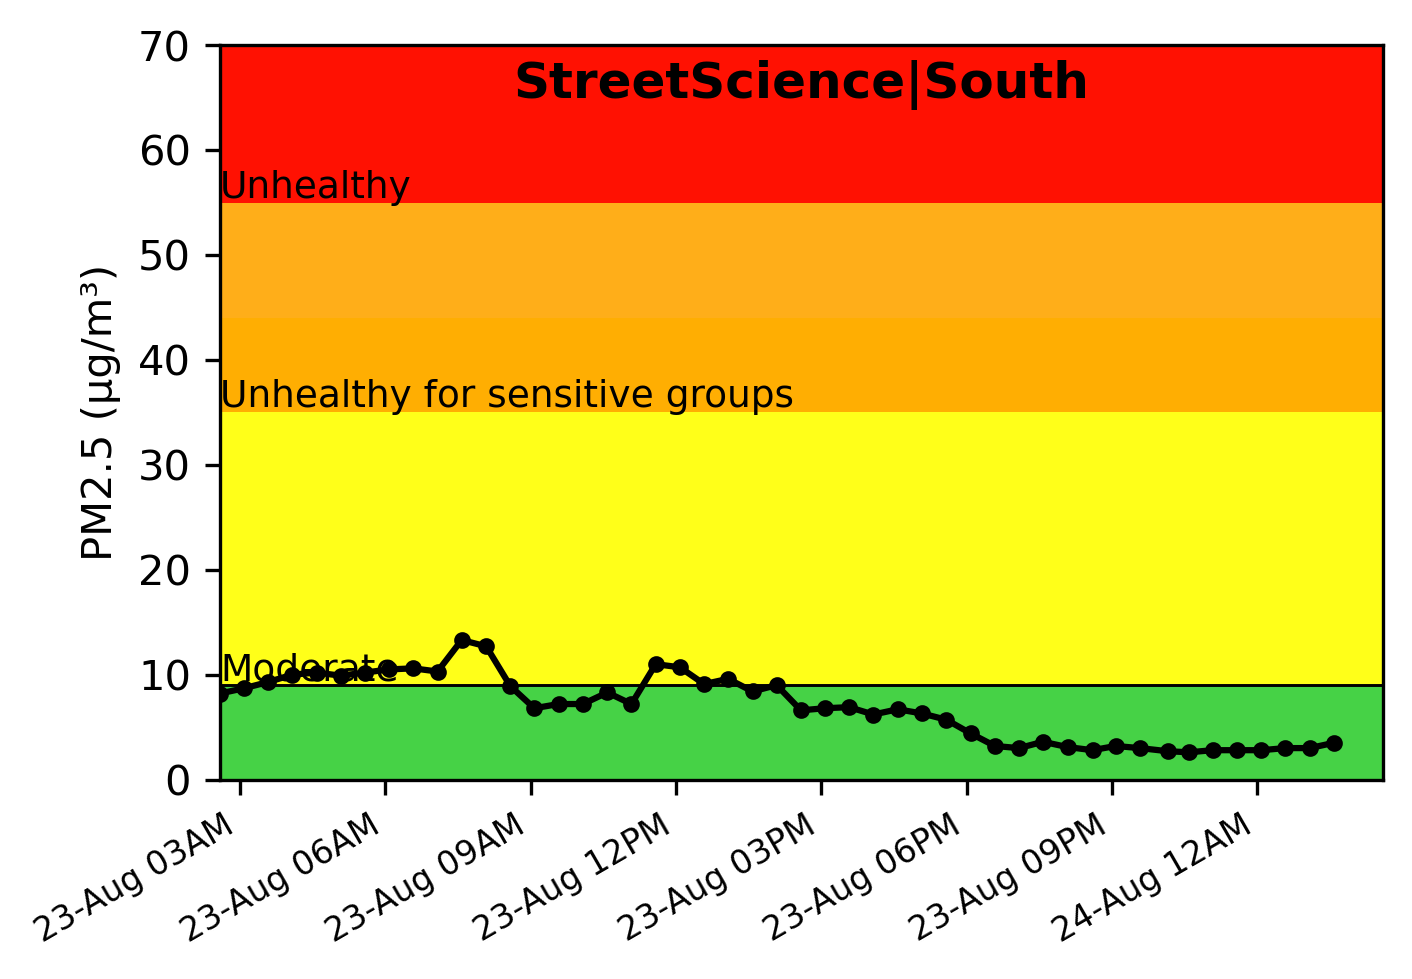 StreetScience|South
PM2.5 (µg/m³)
70
60
50
40
30
20
10
0
Unhealthy
Unhealthy for sensitive groups
Moderate
23-Aug 03AM
23-Aug 06AM
23-Aug 09AM
23-Aug 12PM
23-Aug 03PM
23-Aug 06PM
23-Aug 09PM
24-Aug 12AM